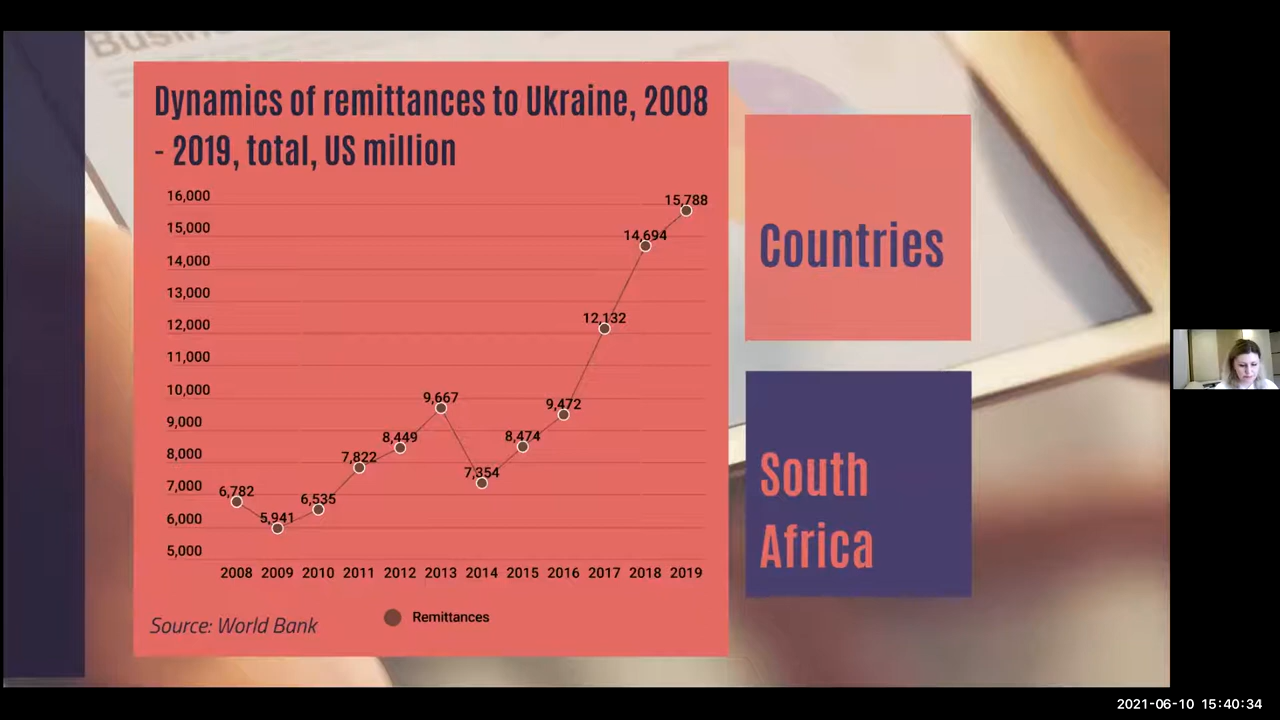 Busin
Dynamics of remittances to Ukraine, 2008
- 2019, total, US million
16,000
15,000
14,000
13,000
12,000
11,000
10,000
9,000
8,000
7,000
6,000
5,000
6,782
5,941
6,535
7,822
8,449
9,667
7,354
8,474
9,472
12,132
14,694
15,788
2008 2009 2010 2011 2012 2013 2014 2015 2016 2017 2018 2019
Remittances
Source: World Bank
Countries
South
Africa
2021-06-10 15:40:34